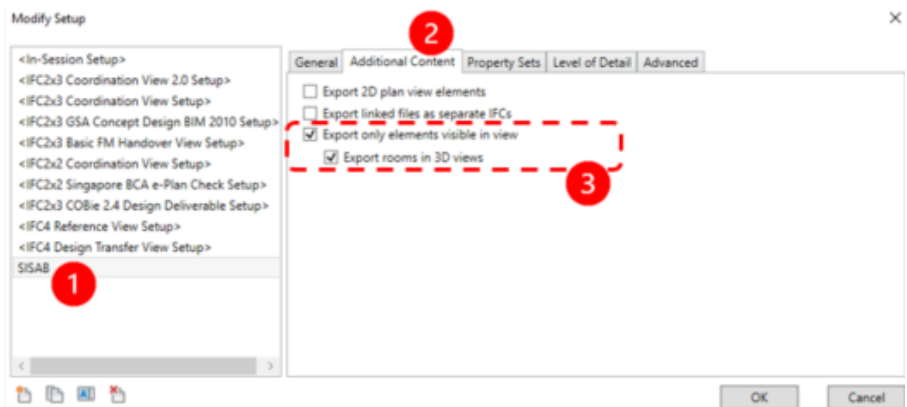 Modify Setup
2
<In-Session Setup>
<IFC2x3 Coordination View 2.0 Setup>
<IFC2x3 Coordination View Setup>
<IFC2x3 GSA Concept Design BIM 2010 Setup>
<IFC2x3 Basic FM Handover View Setup>
<IFC2x2 Coordination View Setup>
<IFC2x2 Singapore BCA e-Plan Check Setup>
<IFC2x3 COBie 2.4 Design Deliverable Setup>
<IFC4 Reference View Setup>
<IFC4 Design Transfer View Setup>
SISAB
1
General Additional Content Property Sets Level of Detail Advanced
Export 2D plan view elements
Export linked files as separate IFCs
Export only elements visible in view
Export rooms in 3D views
3
OK Cancel